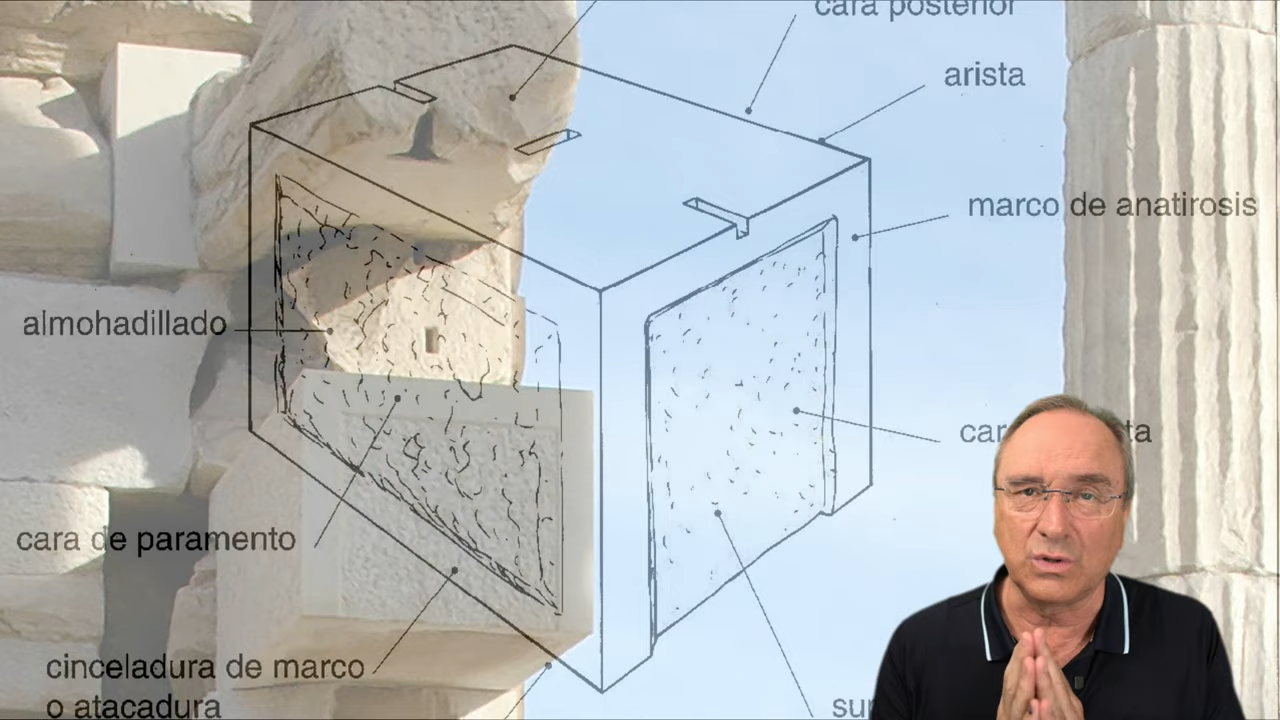 cara posterior
arista
marco de anatirosis
almohadillado
cara de paramento
cinceladura de marco
o atacadura